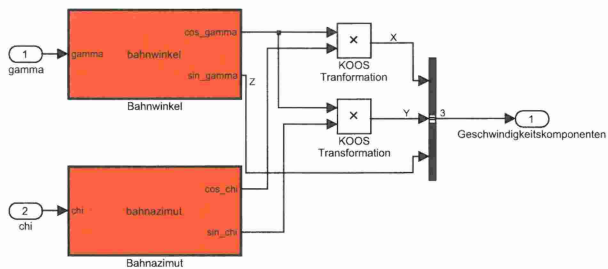 cos_gamma
X
1
gamma
bahnwinkel
gamma
sin_gamma
Z
Bahnwinkel
×
KOOS
Tranformation
×
KOOS
Transformation
Y
3
1
Geschwindigkeitskomponenten
cos_chi
2
chi
bahnazimut
chi
sin_chi
Bahnazimut